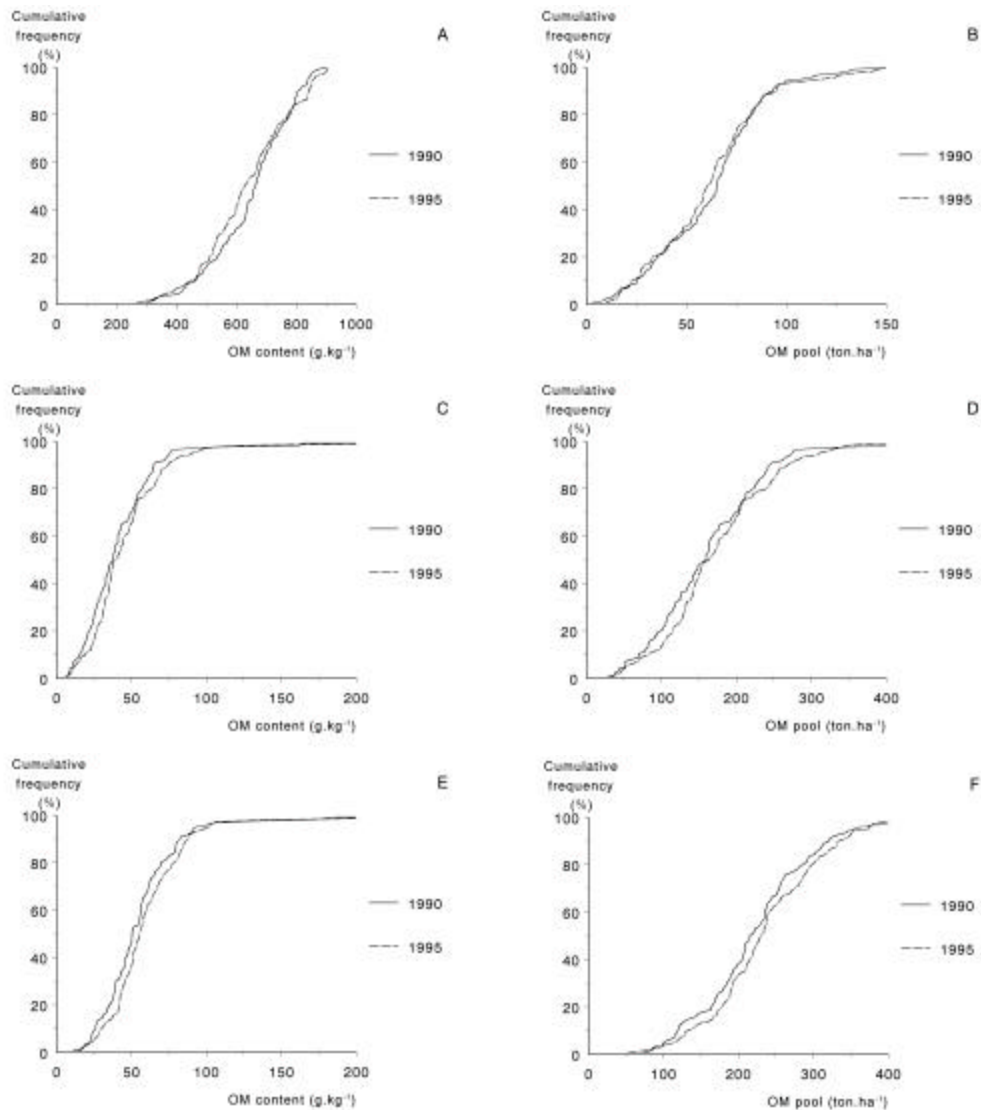 Cumulative
frequency
(%)
A
100
80
60
40
20
0
0 200 400 600 800 1000
OM content (g.kg⁻¹)
1990
1995
Cumulative
frequency
(%)
B
100
80
60
40
20
0
0 50 100 150
OM pool (ton.ha⁻¹)
1990
1995
Cumulative
frequency
(%)
C
100
80
60
40
20
0
0 50 100 150 200
OM content (g.kg⁻¹)
1990
1995
Cumulative
frequency
(%)
D
100
80
60
40
20
0
0 100 200 300 400
OM pool (ton.ha⁻¹)
1990
1995
Cumulative
frequency
(%)
E
100
80
60
40
20
0
0 50 100 150 200
OM content (g.kg⁻¹)
1990
1995
Cumulative
frequency
(%)
F
100
80
60
40
20
0
0 100 200 300 400
OM pool (ton.ha⁻¹)
1990
1995